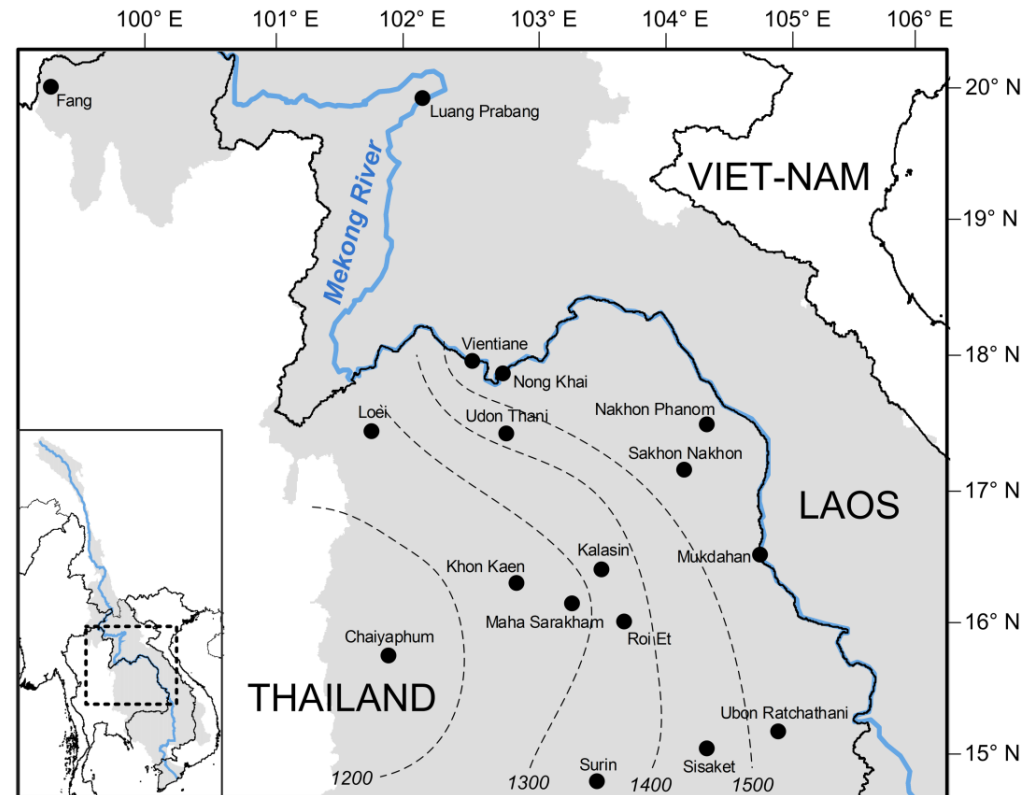 100° E 101° E 102° E 103° E 104° E 105° E 106° E
20° N
Fang
Luang Prabang
VIET-NAM
Mekong River
19° N
Vientiane
18° N
Nong Khai
Loei
Udon Thani
Nakhon Phanom
Sakhon Nakhon
17° N
LAOS
Kalasin
Mukdahan
Khon Kaen
16° N
Maha Sarakham
Roi Et
Chaiyaphum
THAILAND
Ubon Ratchathani
15° N
Sisaket
Surin
1200
1300
1400
1500